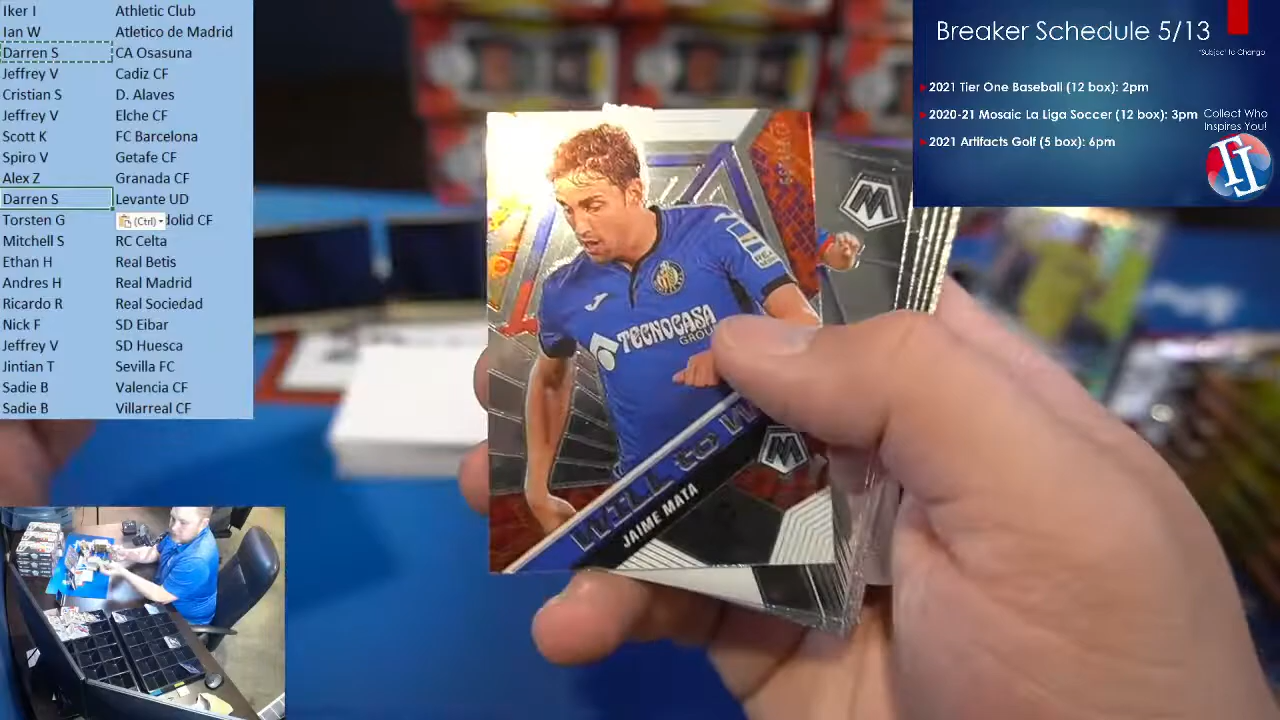 Iker I Athletic Club
Ian W Atletico de Madrid
Darren S CA Osasuna
Jeffrey V Cadiz CF
Cristian S D. Alaves
Jeffrey V Elche CF
Scott K FC Barcelona
Spiro V Getafe CF
Alex Z Granada CF
Darren S Levante UD
Torsten G (Ctrl) dolid CF
Mitchell S RC Celta
Ethan H Real Betis
Andres H Real Madrid
Ricardo R Real Sociedad
Nick F SD Eibar
Jeffrey V SD Huesca
Jintian T Sevilla FC
Sadie B Valencia CF
Sadie B Villarreal CF
Breaker Schedule 5/13
*Subject to Change
2021 Tier One Baseball (12 box): 2pm
2020-21 Mosaic La Liga Soccer (12 box): 3pm
2021 Artifacts Golf (5 box): 6pm
Collect Who
Inspires You!
TECNOCASA
GROUP
WILL TO W
JAIME MATA
M
M